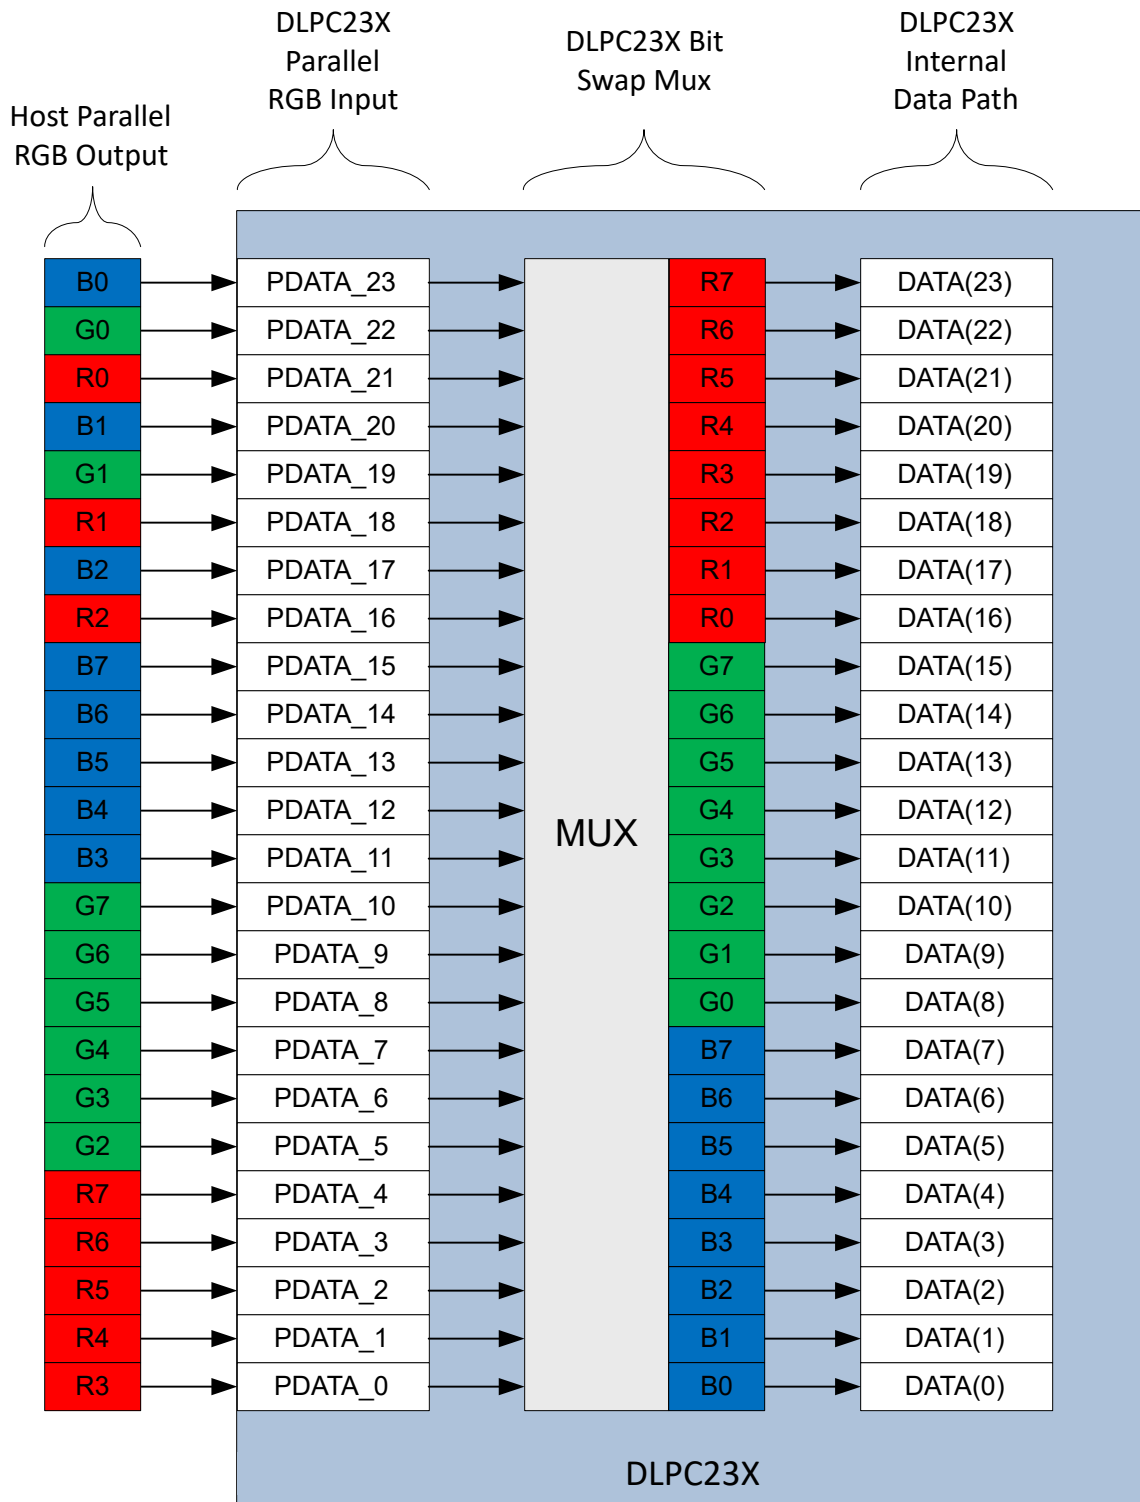 DLPC23X
Parallel
RGB Input
DLPC23X Bit
Swap Mux
DLPC23X
Internal
Data Path
Host Parallel
RGB Output
B0 PDATA_23 R7 DATA(23)
G0 PDATA_22 R6 DATA(22)
R0 PDATA_21 R5 DATA(21)
B1 PDATA_20 R4 DATA(20)
G1 PDATA_19 R3 DATA(19)
R1 PDATA_18 R2 DATA(18)
B2 PDATA_17 R1 DATA(17)
R2 PDATA_16 R0 DATA(16)
B7 PDATA_15 G7 DATA(15)
B6 PDATA_14 G6 DATA(14)
B5 PDATA_13 G5 DATA(13)
B4 PDATA_12 G4 DATA(12)
MUX
B3 PDATA_11 G3 DATA(11)
G7 PDATA_10 G2 DATA(10)
G6 PDATA_9 G1 DATA(9)
G5 PDATA_8 G0 DATA(8)
G4 PDATA_7 B7 DATA(7)
G3 PDATA_6 B6 DATA(6)
G2 PDATA_5 B5 DATA(5)
R7 PDATA_4 B4 DATA(4)
R6 PDATA_3 B3 DATA(3)
R5 PDATA_2 B2 DATA(2)
R4 PDATA_1 B1 DATA(1)
R3 PDATA_0 B0 DATA(0)
DLPC23X